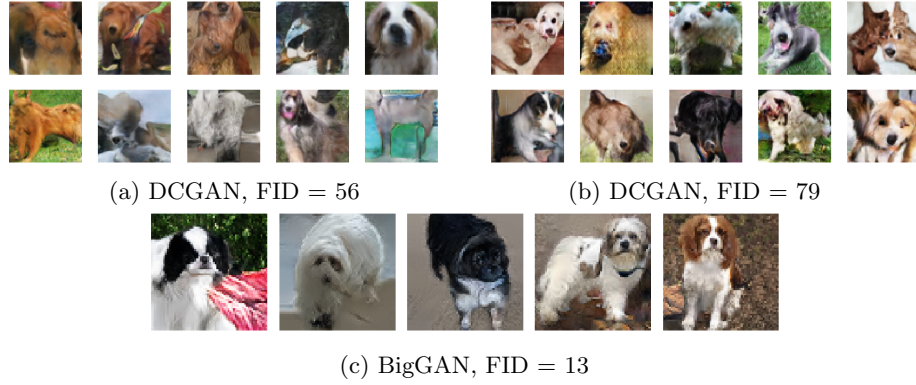 (a) DCGAN, FID = 56
(b) DCGAN, FID = 79
(c) BigGAN, FID = 13